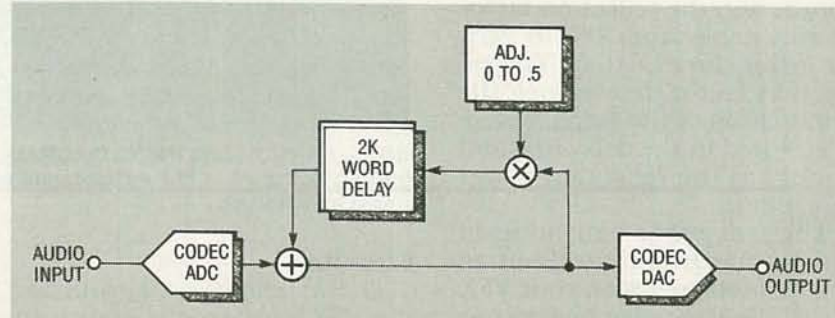 ADJ.
0 TO .5
2K
WORD
DELAY
AUDIO
INPUT
CODEC
ADC
CODEC
DAC
AUDIO
OUTPUT